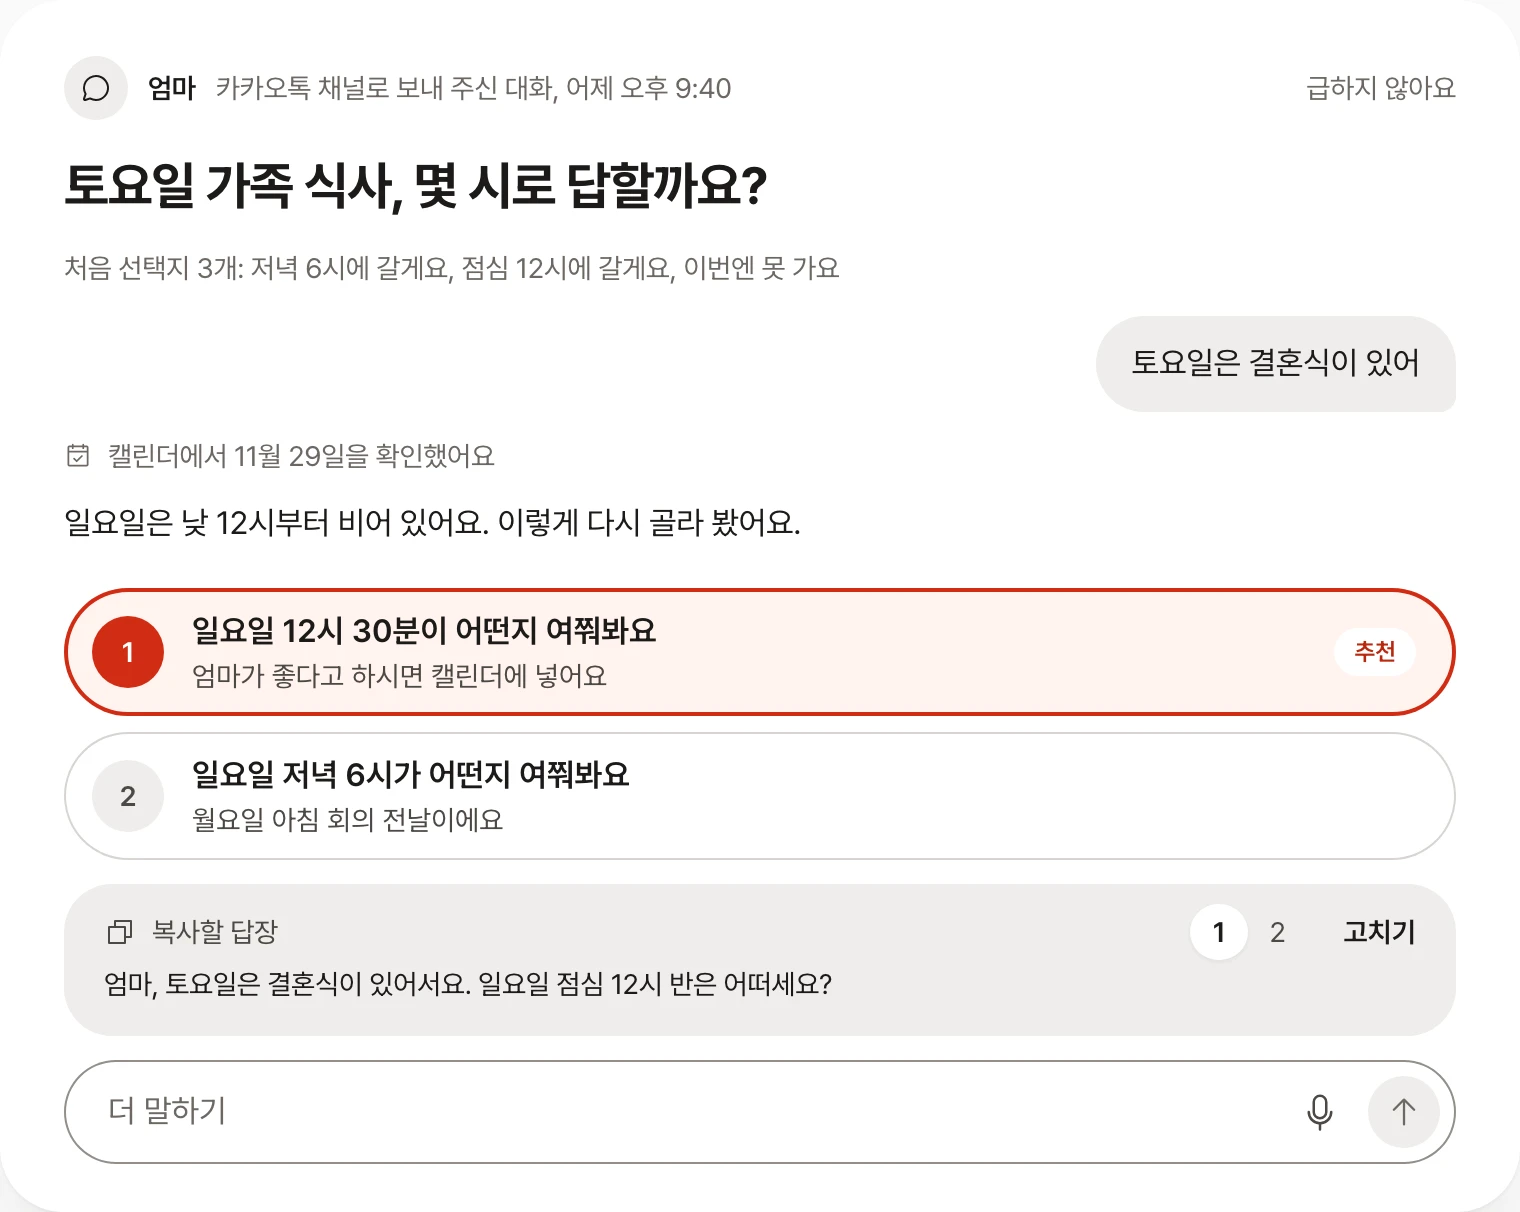 엄마 카카오톡 채널로 보내 주신 대화, 어제 오후 9:40
급하지 않아요
토요일 가족 식사, 몇 시로 답할까요?
처음 선택지 3개: 저녁 6시에 갈게요, 점심 12시에 갈게요, 이번엔 못 가요
토요일은 결혼식이 있어
캘린더에서 11월 29일을 확인했어요
일요일은 낮 12시부터 비어 있어요. 이렇게 다시 골라 봤어요.
1
일요일 12시 30분이 어떤지 여쭤봐요
엄마가 좋다고 하시면 캘린더에 넣어요
추천
2
일요일 저녁 6시가 어떤지 여쭤봐요
월요일 아침 회의 전날이에요
복사할 답장
1 2 고치기
엄마, 토요일은 결혼식이 있어서요. 일요일 점심 12시 반은 어떠세요?
더 말하기